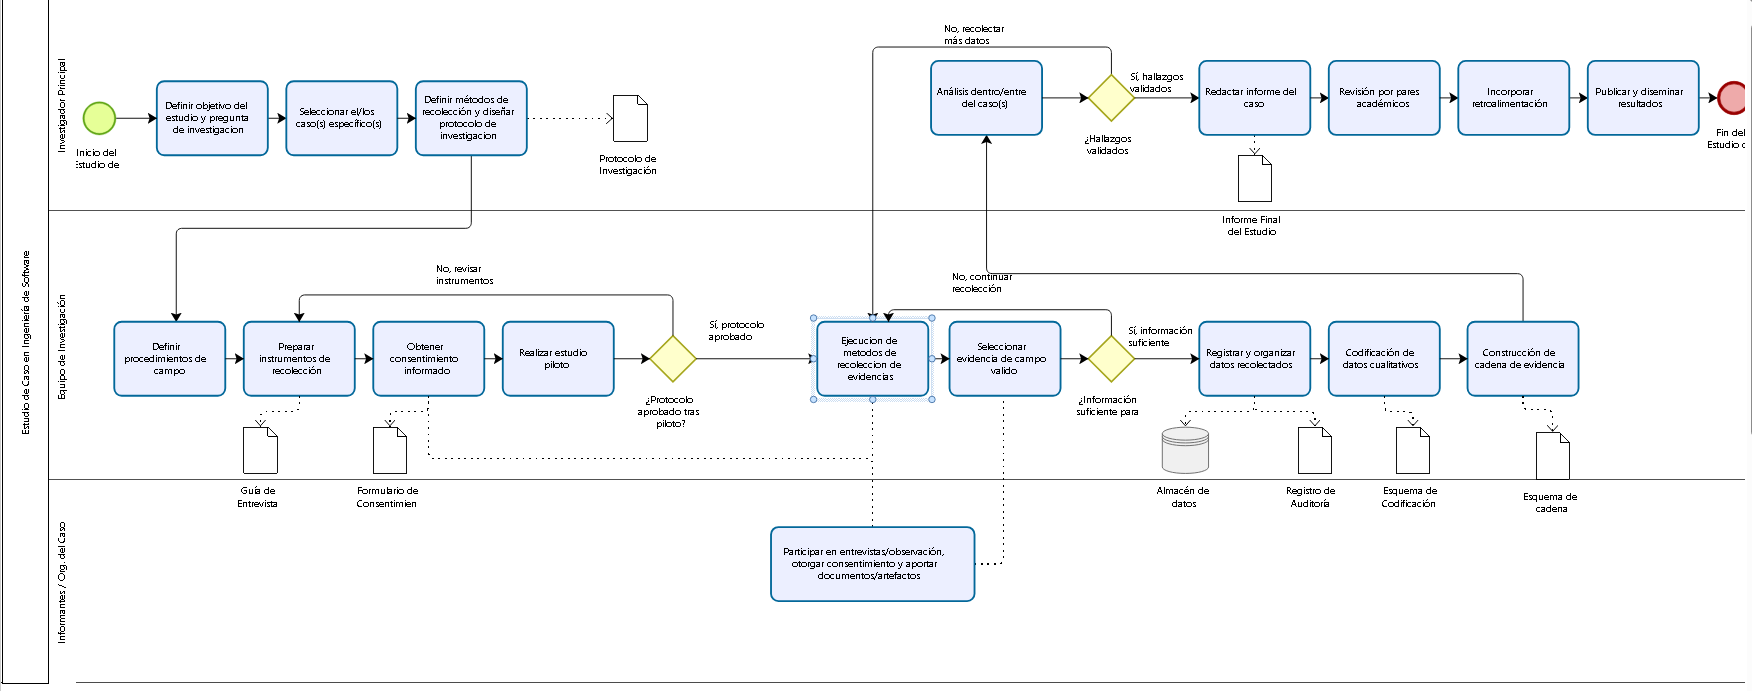 Estudio de Caso en Ingeniería de Software
Investigador Principal
Inicio del
Estudio de
Definir objetivo del
estudio y pregunta
de investigacion
Seleccionar el/los
caso(s) específico(s)
Definir métodos de
recolección y diseñar
protocolo de
investigacion
Protocolo de
Investigación
No, recolectar
más datos
Análisis dentro/entre
del caso(s)
¿Hallazgos
validados
Sí, hallazgos
validados
Redactar informe del
caso
Informe Final
del Estudio
Revisión por pares
académicos
Incorporar
retroalimentación
Publicar y diseminar
resultados
Fin del
Estudio
Equipo de Investigación
Definir
procedimientos de
campo
No, revisar
instrumentos
Preparar
instrumentos de
recolección
Guía de
Entrevista
Obtener
consentimiento
informado
Formulario de
Consentimien
Realizar estudio
piloto
¿Protocolo
aprobado tras
piloto?
Sí, protocolo
aprobado
Ejecucion de
metodos de
recoleccion de
evidencias
No, continuar
recolección
Seleccionar
evidencia de campo
valido
¿Información
suficiente para
Sí, información
suficiente
Registrar y organizar
datos recolectados
Almacén de
datos
Registro de
Auditoría
Codificación de
datos cualitativos
Esquema de
Codificación
Construcción de
cadena de evidencia
Esquema de
cadena
Informantes / Org. del Caso
Participar en entrevistas/observación,
otorgar consentimiento y aportar
documentos/artefactos